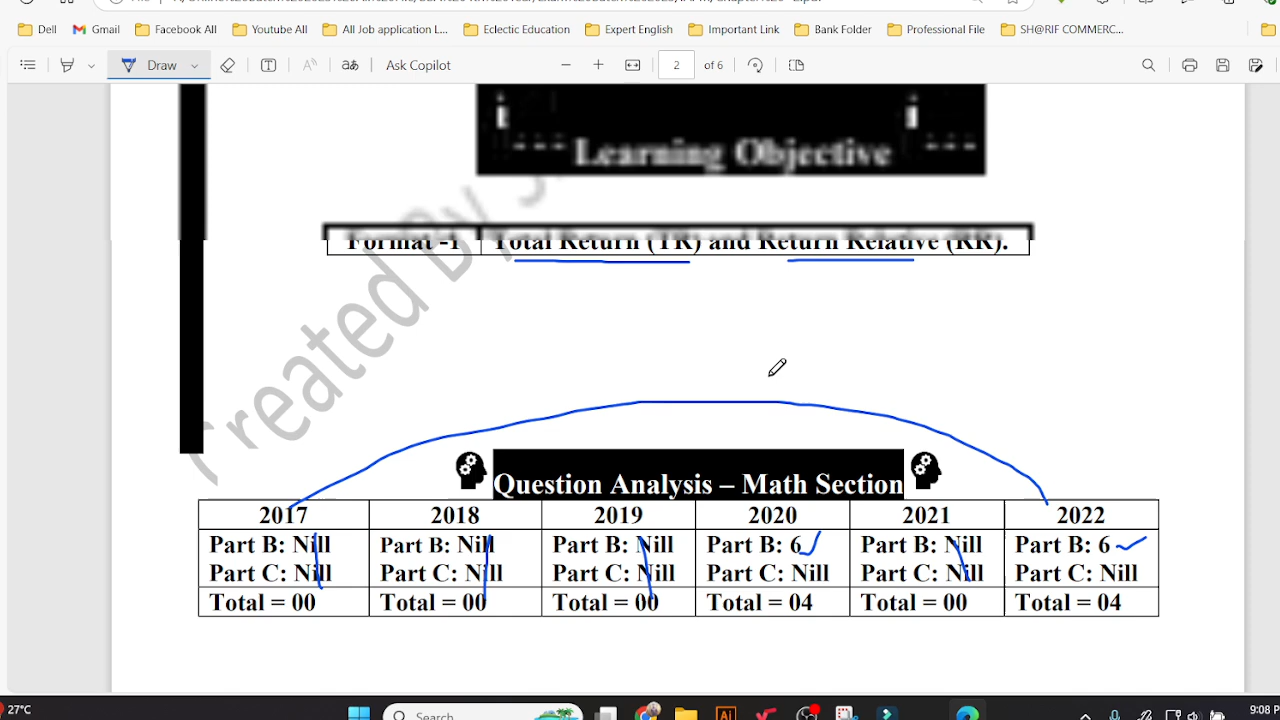 Dell Gmail Facebook All Youtube All All Job application L... Eclectic Education Expert English Important Link Bank Folder Professional File SH@RIF COMMERC...
Draw aあ Ask Copilot 2 of 6
--- Learning Objective ---
Format -1 Total Return (TR) and Return Relative (RR).
Created By
Question Analysis – Math Section
2017 2018 2019 2020 2021 2022
Part B: Nill Part B: Nill Part B: Nill Part B: 6 Part B: Nill Part B: 6
Part C: Nill Part C: Nill Part C: Nill Part C: Nill Part C: Nill Part C: Nill
Total = 00 Total = 00 Total = 00 Total = 04 Total = 00 Total = 04
27°C Search 9:08 P